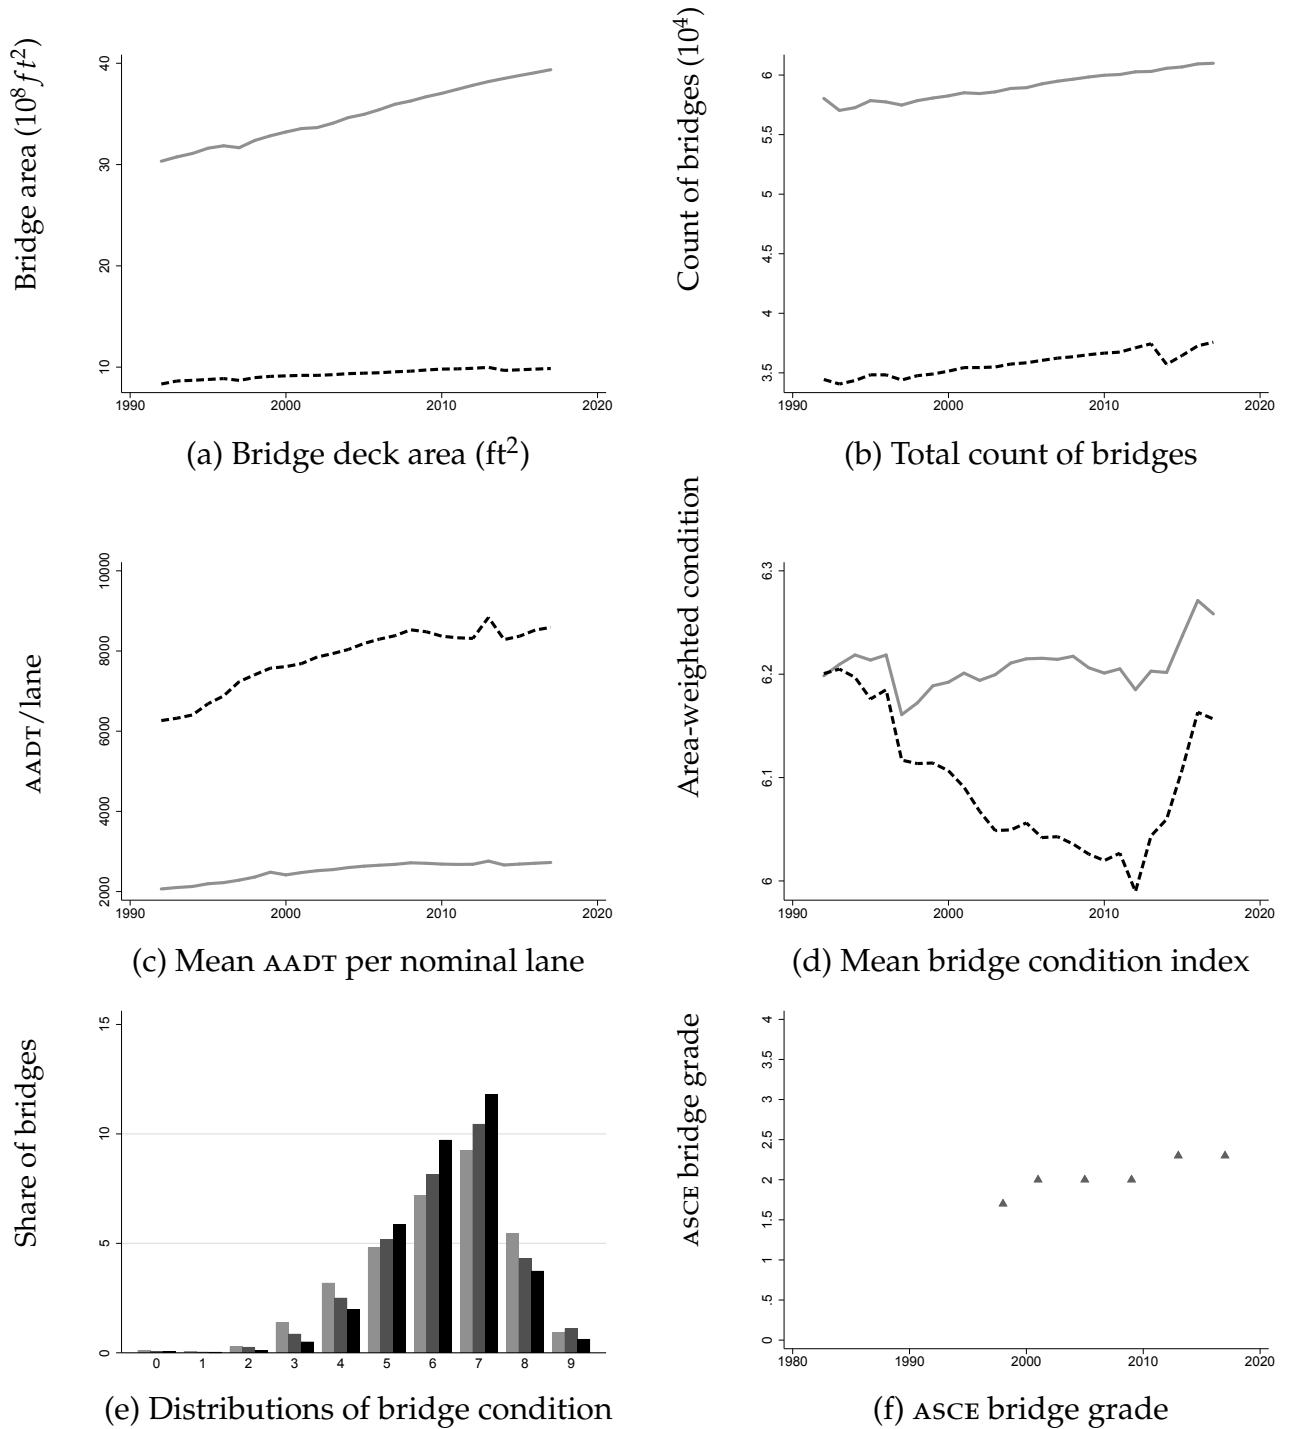 Bridge area (10⁸ ft²)
40
30
20
10
1990 2000 2010 2020
(a) Bridge deck area (ft²)
Count of bridges (10⁴)
6
5.5
5
4.5
4
3.5
1990 2000 2010 2020
(b) Total count of bridges
AADT/lane
10000
8000
6000
4000
2000
1990 2000 2010 2020
(c) Mean AADT per nominal lane
Area-weighted condition
6.3
6.2
6.1
6
1990 2000 2010 2020
(d) Mean bridge condition index
Share of bridges
15
10
5
0
0 1 2 3 4 5 6 7 8 9
(e) Distributions of bridge condition
ASCE bridge grade
4
3.5
3
2.5
2
1.5
1
.5
0
1980 1990 2000 2010 2020
(f) ASCE bridge grade